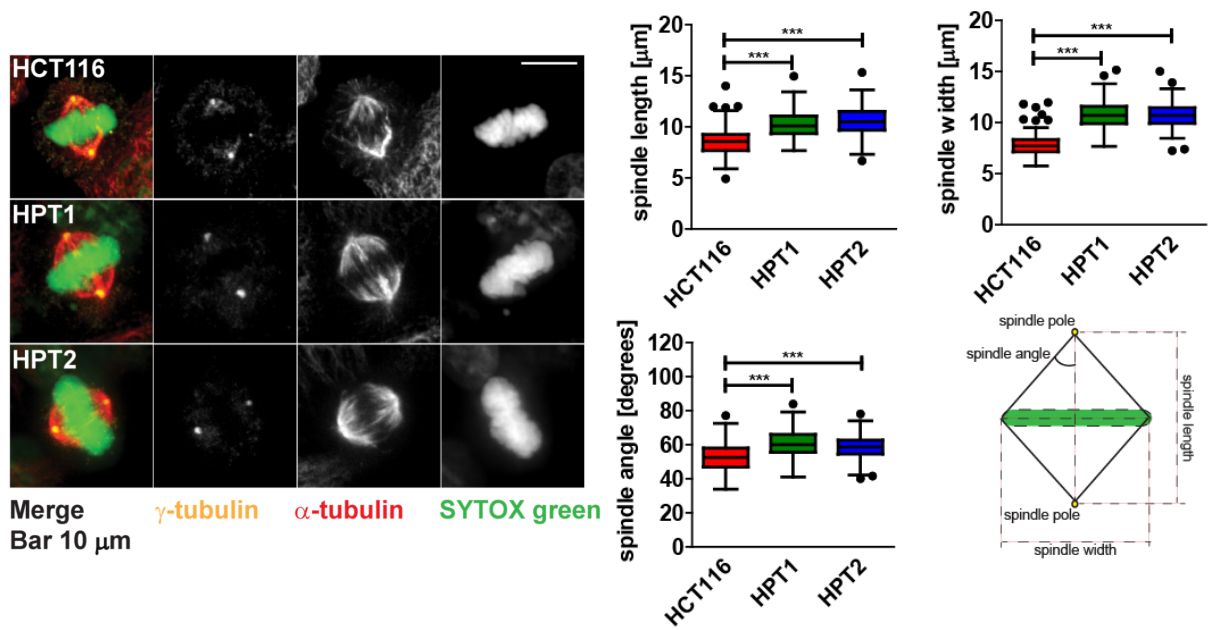 HCT116
HPT1
HPT2
Merge γ-tubulin α-tubulin SYTOX green
Bar 10 μm
spindle length [μm]
20
15
10
5
0
***
***
HCT116
HPT1
HPT2
spindle width [μm]
20
15
10
5
0
***
***
HCT116
HPT1
HPT2
spindle angle [degrees]
120
100
80
60
40
20
0
***
***
HCT116
HPT1
HPT2
spindle pole
spindle angle
spindle length
spindle pole
spindle width